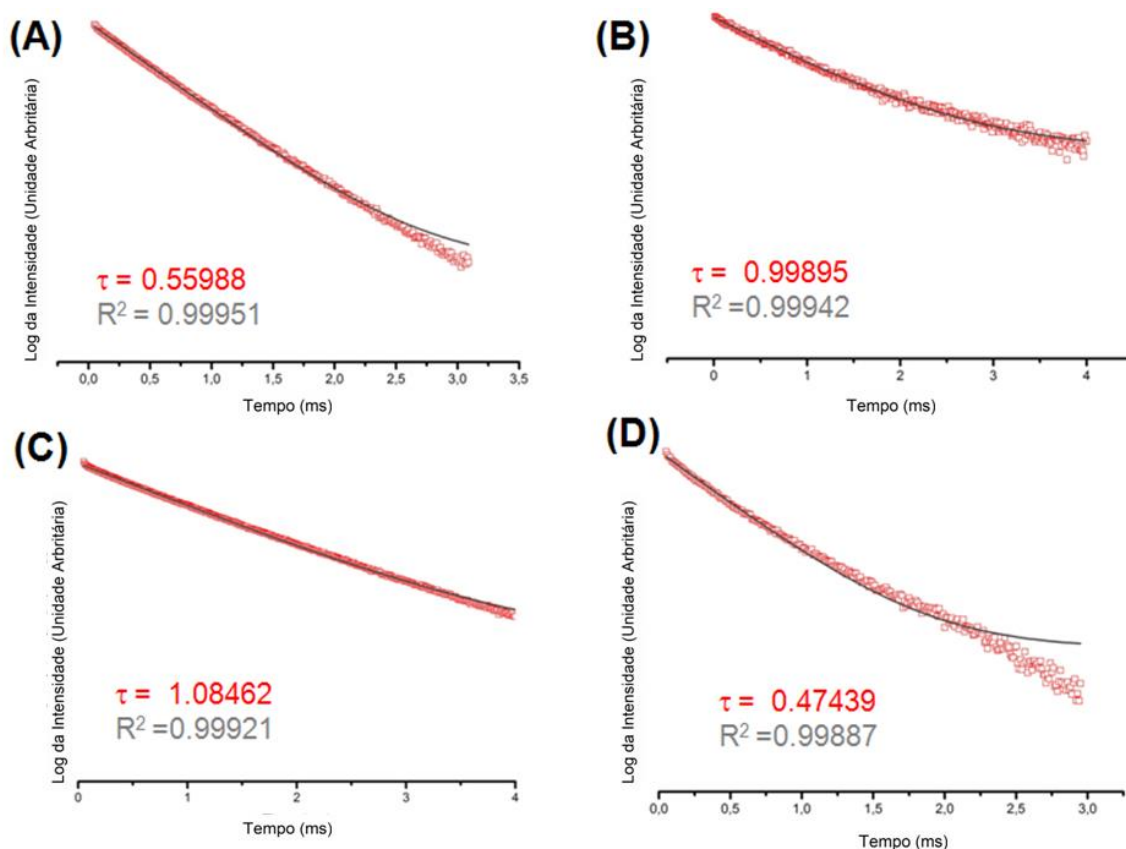 (A)
Log da Intensidade (Unidade Arbritária)
τ = 0.55988
R² = 0.99951
0,0 0,5 1,0 1,5 2,0 2,5 3,0 3,5
Tempo (ms)
(B)
Log da Intensidade (Unidade Arbritária)
τ = 0.99895
R² =0.99942
0 1 2 3 4
Tempo (ms)
(C)
Log da Intensidade (Unidade Arbritária)
τ = 1.08462
R² =0.99921
0 1 2 3 4
Tempo (ms)
(D)
Log da Intensidade (Unidade Arbritária)
τ = 0.47439
R² =0.99887
0,0 0,5 1,0 1,5 2,0 2,5 3,0
Tempo (ms)